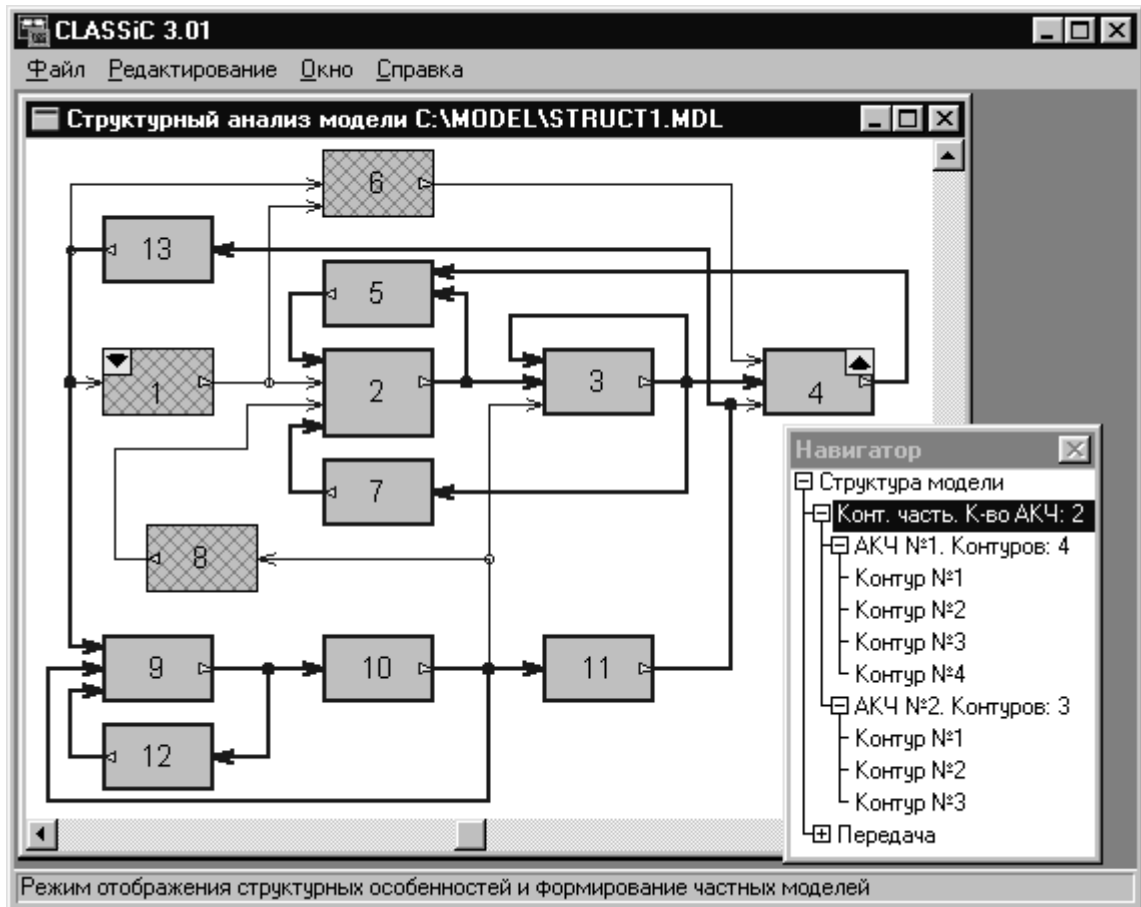 CLASSiC 3.01
Файл Редактирование Окно Справка
Структурный анализ модели C:\MODEL\STRUCT1.MDL
6
13
5
1
2
3
4
7
8
9
10
11
12
Навигатор
Структура модели
Конт. часть. К-во АКЧ: 2
АКЧ №1. Контуров: 4
Контур №1
Контур №2
Контур №3
Контур №4
АКЧ №2. Контуров: 3
Контур №1
Контур №2
Контур №3
Передача
Режим отображения структурных особенностей и формирование частных моделей